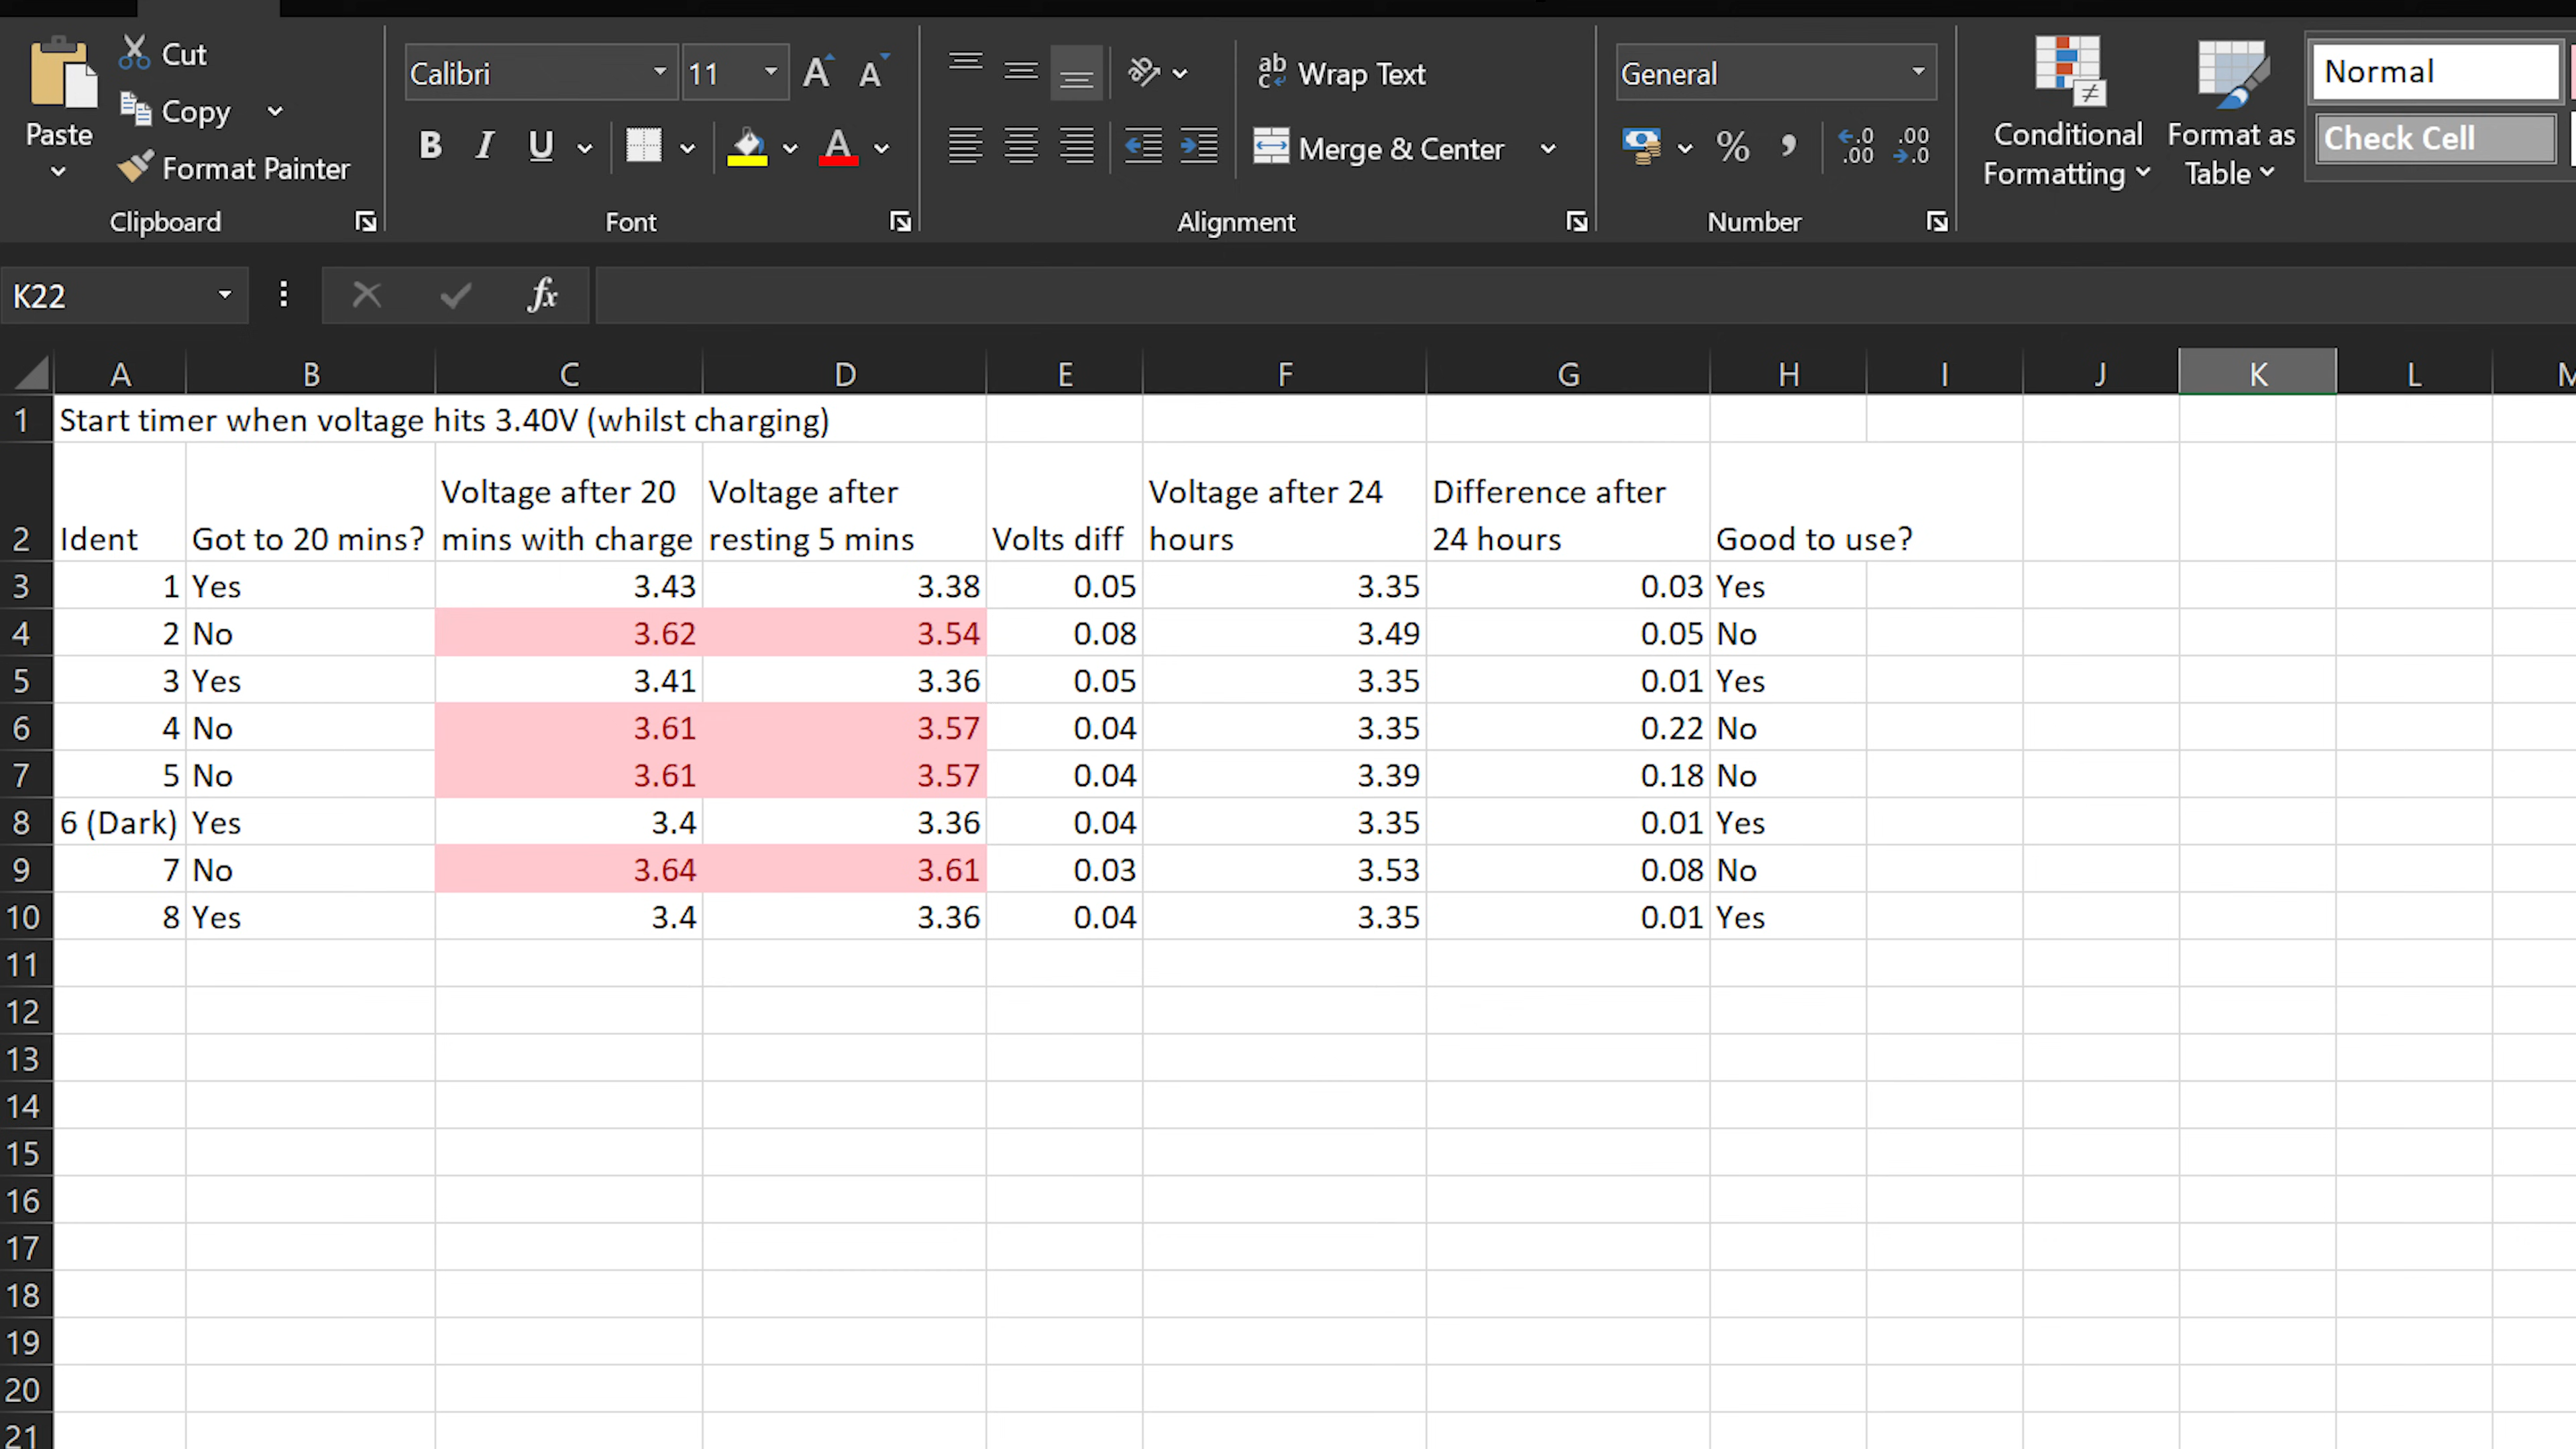 Paste
Cut
Copy
Format Painter
Clipboard
Calibri
11
A A
B I U A
Font
ab
Wrap Text
Merge & Center
Alignment
General
% , .0 .00 .00 .0
Number
Conditional Formatting
Format as Table
Normal
Check Cell
K22
fx
A B C D E F G H I J K L M
1 Start timer when voltage hits 3.40V (whilst charging)
2 Ident Got to 20 mins? Voltage after 20 mins with charge Voltage after resting 5 mins Volts diff Voltage after 24 hours Difference after 24 hours Good to use?
3 1 Yes 3.43 3.38 0.05 3.35 0.03 Yes
4 2 No 3.62 3.54 0.08 3.49 0.05 No
5 3 Yes 3.41 3.36 0.05 3.35 0.01 Yes
6 4 No 3.61 3.57 0.04 3.35 0.22 No
7 5 No 3.61 3.57 0.04 3.39 0.18 No
8 6 (Dark) Yes 3.4 3.36 0.04 3.35 0.01 Yes
9 7 No 3.64 3.61 0.03 3.53 0.08 No
10 8 Yes 3.4 3.36 0.04 3.35 0.01 Yes
11
12
13
14
15
16
17
18
19
20
21